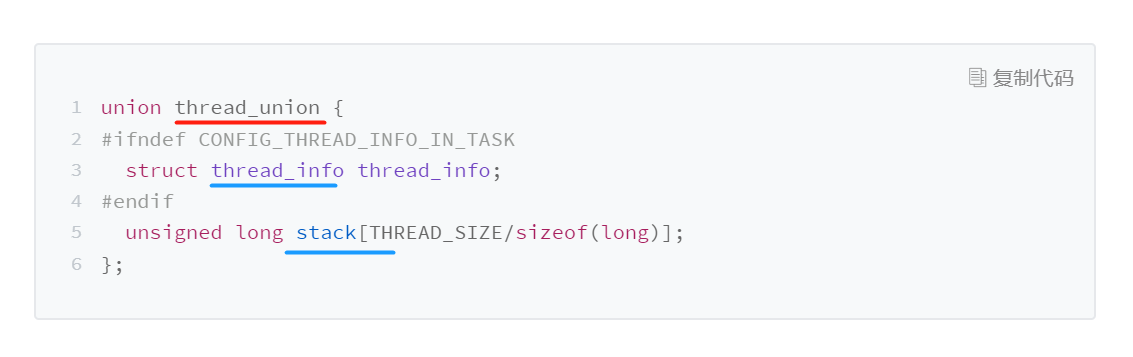 复制代码
1 union thread_union {
2 #ifndef CONFIG_THREAD_INFO_IN_TASK
3   struct thread_info thread_info;
4 #endif
5   unsigned long stack[THREAD_SIZE/sizeof(long)];
6 };